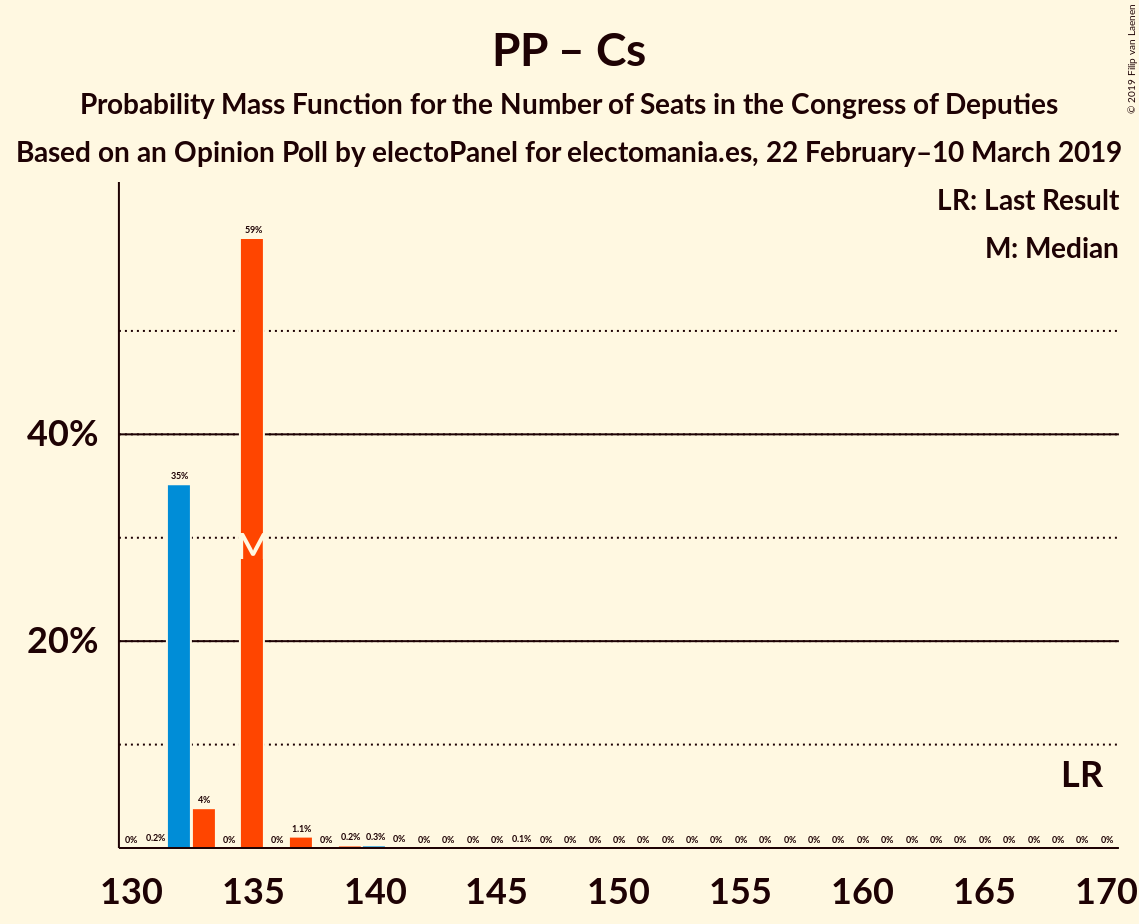 © 2019 Filip van Laenen
PP – Cs
Probability Mass Function for the Number of Seats in the Congress of Deputies
Based on an Opinion Poll by electoPanel for electomania.es, 22 February–10 March 2019
LR: Last Result
M: Median
59%
40%
35%
M
20%
LR
4%
0% 0.2% 0% 0% 1.1% 0% 0.2% 0.3% 0% 0% 0% 0% 0% 0.1% 0% 0% 0% 0% 0% 0% 0% 0% 0% 0% 0% 0% 0% 0% 0% 0% 0% 0% 0% 0% 0% 0% 0% 0%
130 135 140 145 150 155 160 165 170